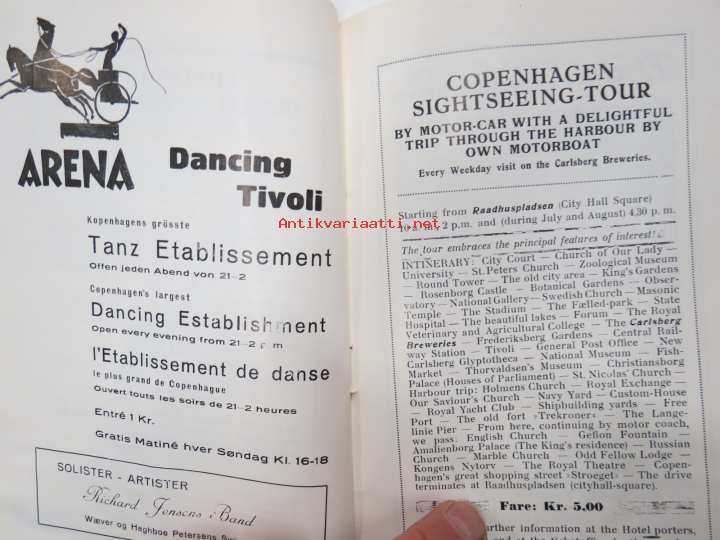 ARENA
Dancing
Tivoli
Kopenhagens grösste
Tanz Etablissement
Offen jeden Abend von 21-2
Copenhagen's largest
Dancing Establishment
Open every evening from 21-2 p m
l'Etablissement de danse
le plus grand de Copenhague
Ouvert touts les soirs de 21-2 heures
Entré 1 Kr.
Gratis Matiné hver Søndag Kl. 16-18
SOLISTER - ARTISTER
Richard Jensens Band
Wæver og Haghboe Petersens
Antikvariaatti.net
COPENHAGEN
SIGHTSEEING-TOUR
BY MOTOR-CAR WITH A DELIGHTFUL
TRIP THROUGH THE HARBOUR BY
OWN MOTORBOAT
Every Weekday visit on the Carlsberg Breweries.
Starting from Raadhuspladsen (City Hall Square)
10 a. m., 2 p.m. and (during July and August) 4,30 p. m.
The tour embraces the principal features of interest!
INTINERARY: City Court — Church of Our Lady —
University — St. Peters Church — Zoological Museum
— Round Tower — The old city area — King's Gardens
— Rosenborg Castle — Botanical Gardens — Obser-
vatory — National Gallery — Swedish Church — Masonic
Temple — The Stadium — The Fælled-park — State
Hospital — The beautiful lakes — Forum — The Royal
Veterinary and Agricultural College — The Carlsberg
Breweries — Frederiksberg Gardens — Central Rail-
way Station — Tivoli — General Post Office — New
Carlsberg Glyptotheca — National Museum — Fish-
Market — Thorvaldsen's Museum — Christiansborg
Palace (Houses of Parliament) — St. Nicolas' Church —
Harbour trip: Holmens Church — Royal Exchange —
Our Saviour's Church — Navy Yard — Custom-House
— Royal Yacht Club — Shipbuilding yards — Free
Port — The old fort »Trekroner« — The Lange-
linie Pier — From here, continuing by motor coach,
we pass: English Church — Gefion Fountain —
Amalienborg Palace (The King's residence) — Russian
Church — Marble Church — Odd Fellow Lodge —
Kongens Nytorv — The Royal Theatre — Copen-
hagen's great shopping street »Stroeget« — The drive
terminates at Raadhuspladsen (cityhall-square).
Fare: Kr. 5,00
further information at the Hotel porters,